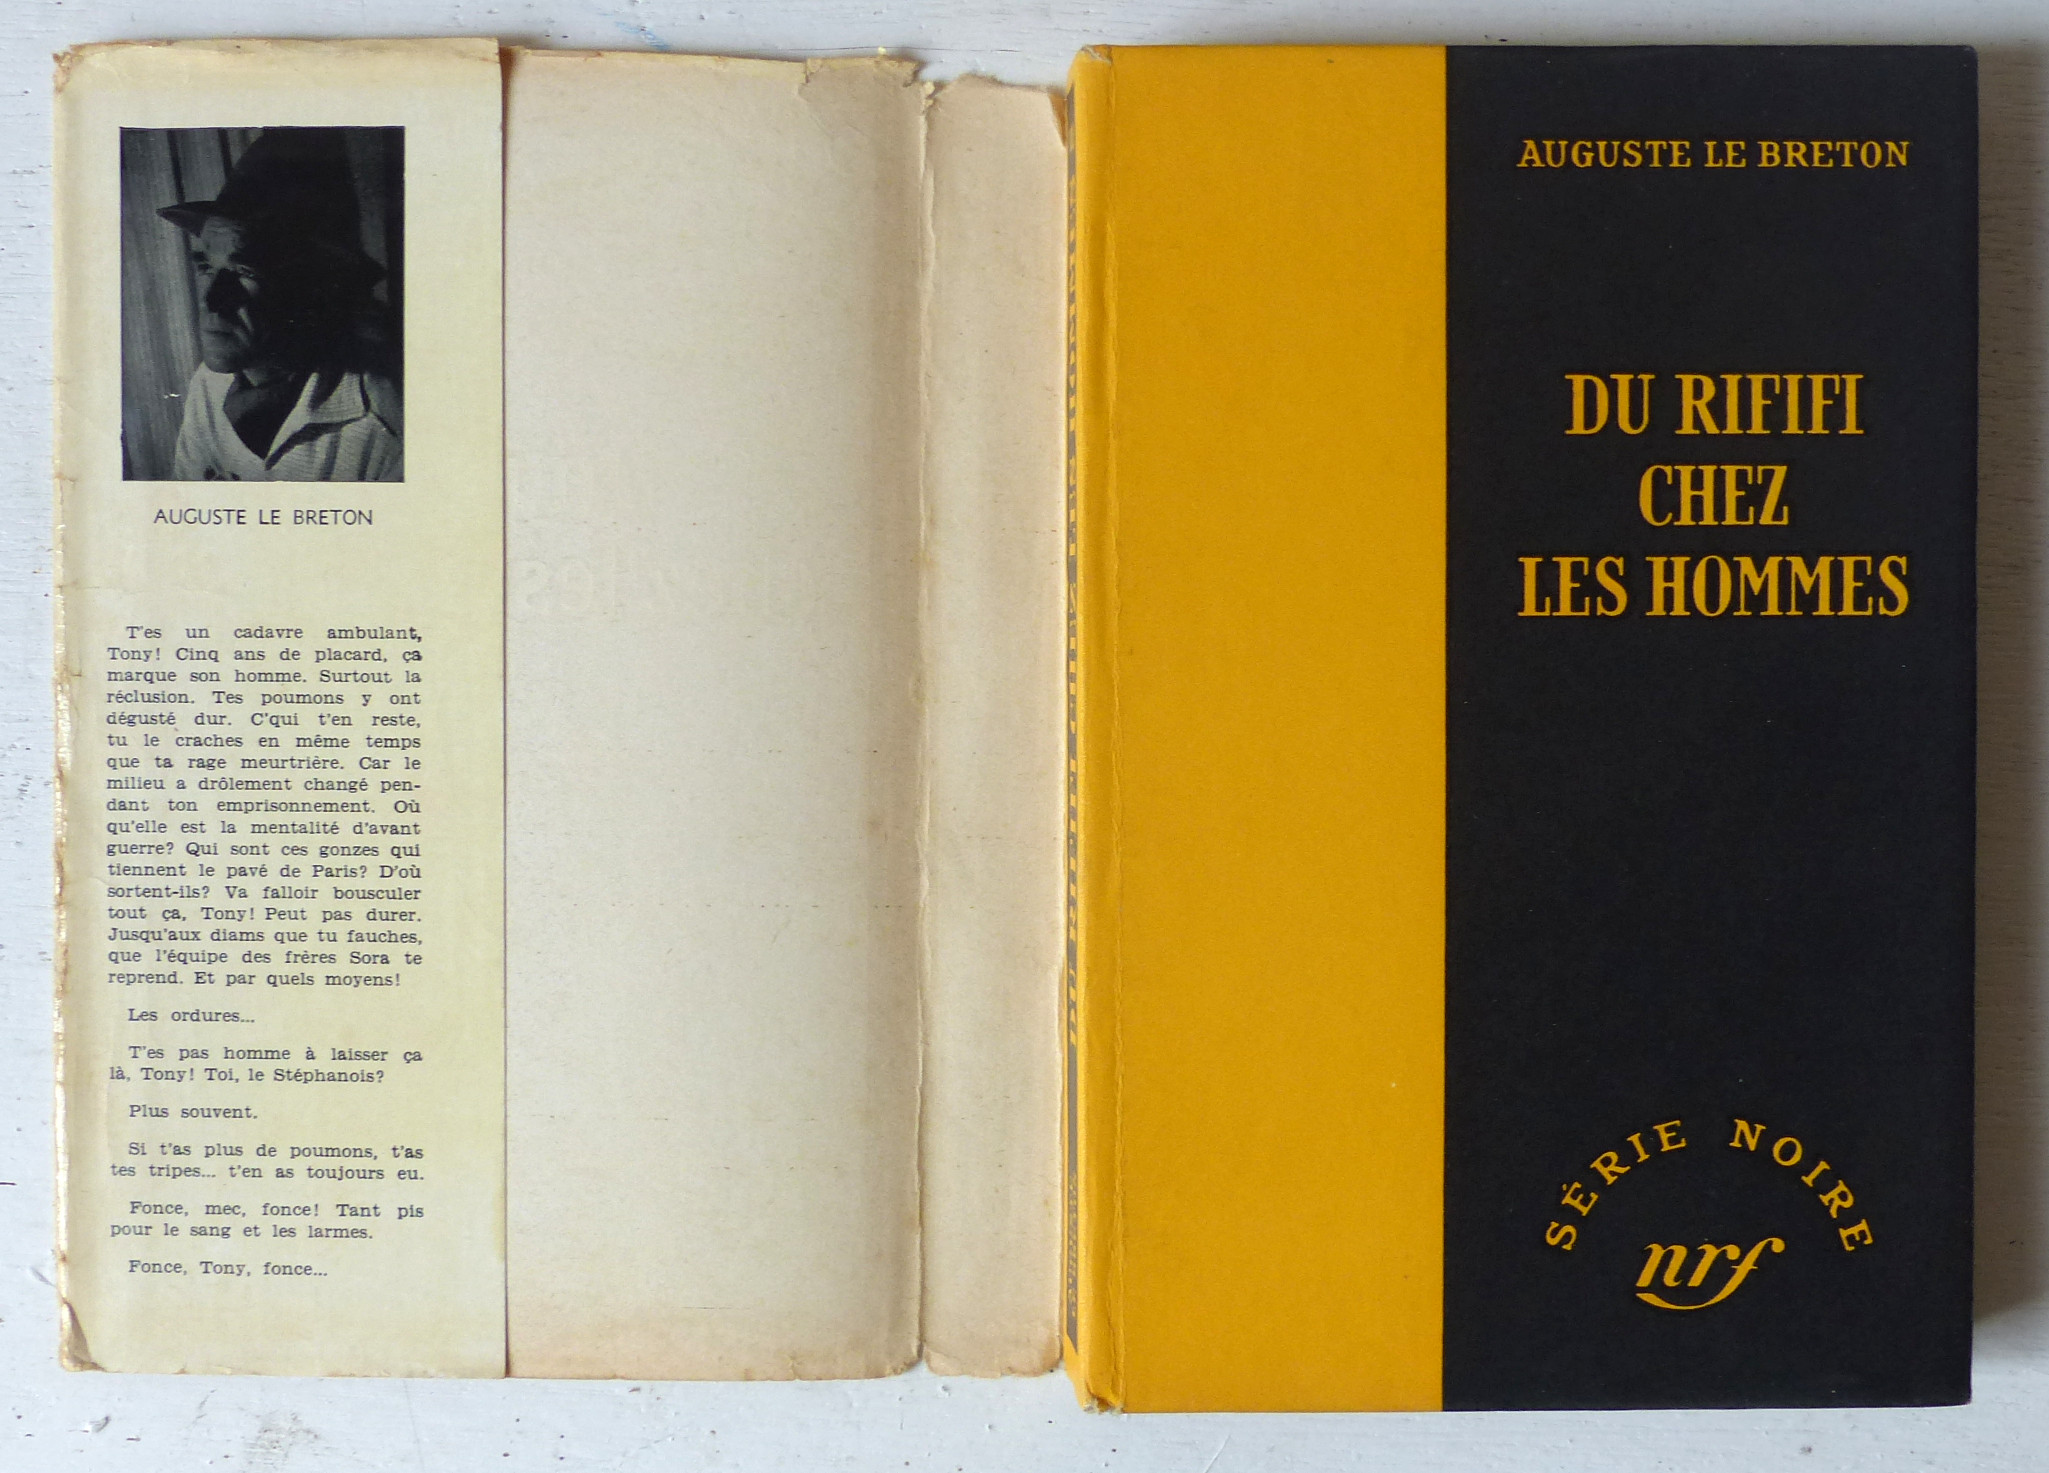 AUGUSTE LE BRETON
T'es un cadavre ambulant,
Tony! Cinq ans de placard, ça
marque son homme. Surtout la
réclusion. Tes poumons y ont
dégusté dur. C'qui t'en reste,
tu le craches en même temps
que ta rage meurtrière. Car le
milieu a drôlement changé pen-
dant ton emprisonnement. Où
qu'elle est la mentalité d'avant
guerre? Qui sont ces gonzes qui
tiennent le pavé de Paris? D'où
sortent-ils? Va falloir bousculer
tout ça, Tony! Peut pas durer.
Jusqu'aux diams que tu fauches,
que l'équipe des frères Sora te
reprend. Et par quels moyens!
Les ordures...
T'es pas homme à laisser ça
là, Tony! Toi, le Stéphanois?
Plus souvent.
Si t'as plus de poumons, t'as
tes tripes... t'en as toujours eu.
Fonce, mec, fonce! Tant pis
pour le sang et les larmes.
Fonce, Tony, fonce...
AUGUSTE LE BRETON
DU RIFIFI
CHEZ
LES HOMMES
SÉRIE NOIRE
nrf